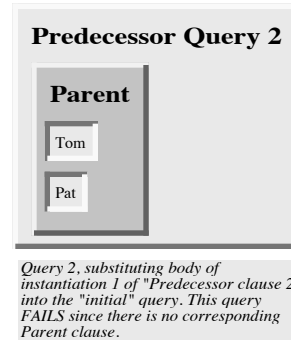 Predecessor Query 2
Parent
Tom
Pat
Query 2, substituting body of
instantiation 1 of "Predecessor clause 2
into the "initial" query. This query
FAILS since there is no corresponding
Parent clause.